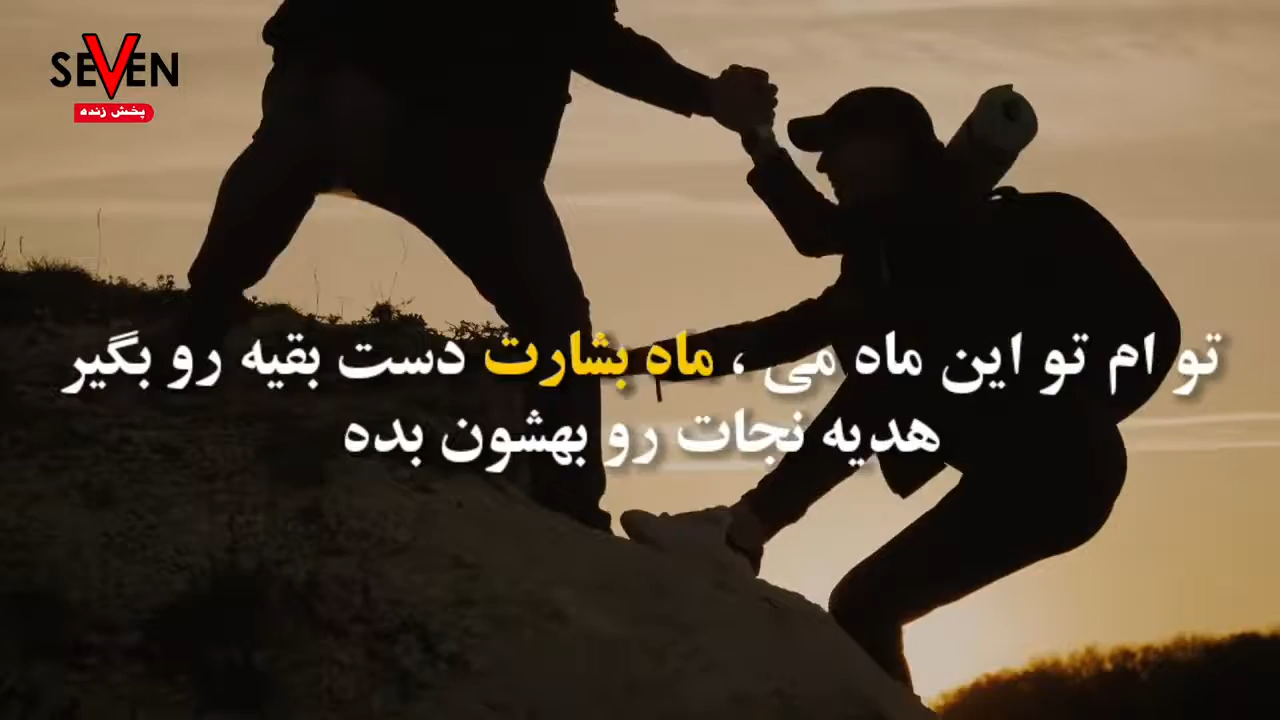 SEVEN
پخش زنده
تو ام تو این ماه می ، ماه بشارت دست بقیه رو بگیر
هدیه نجات رو بهشون بده